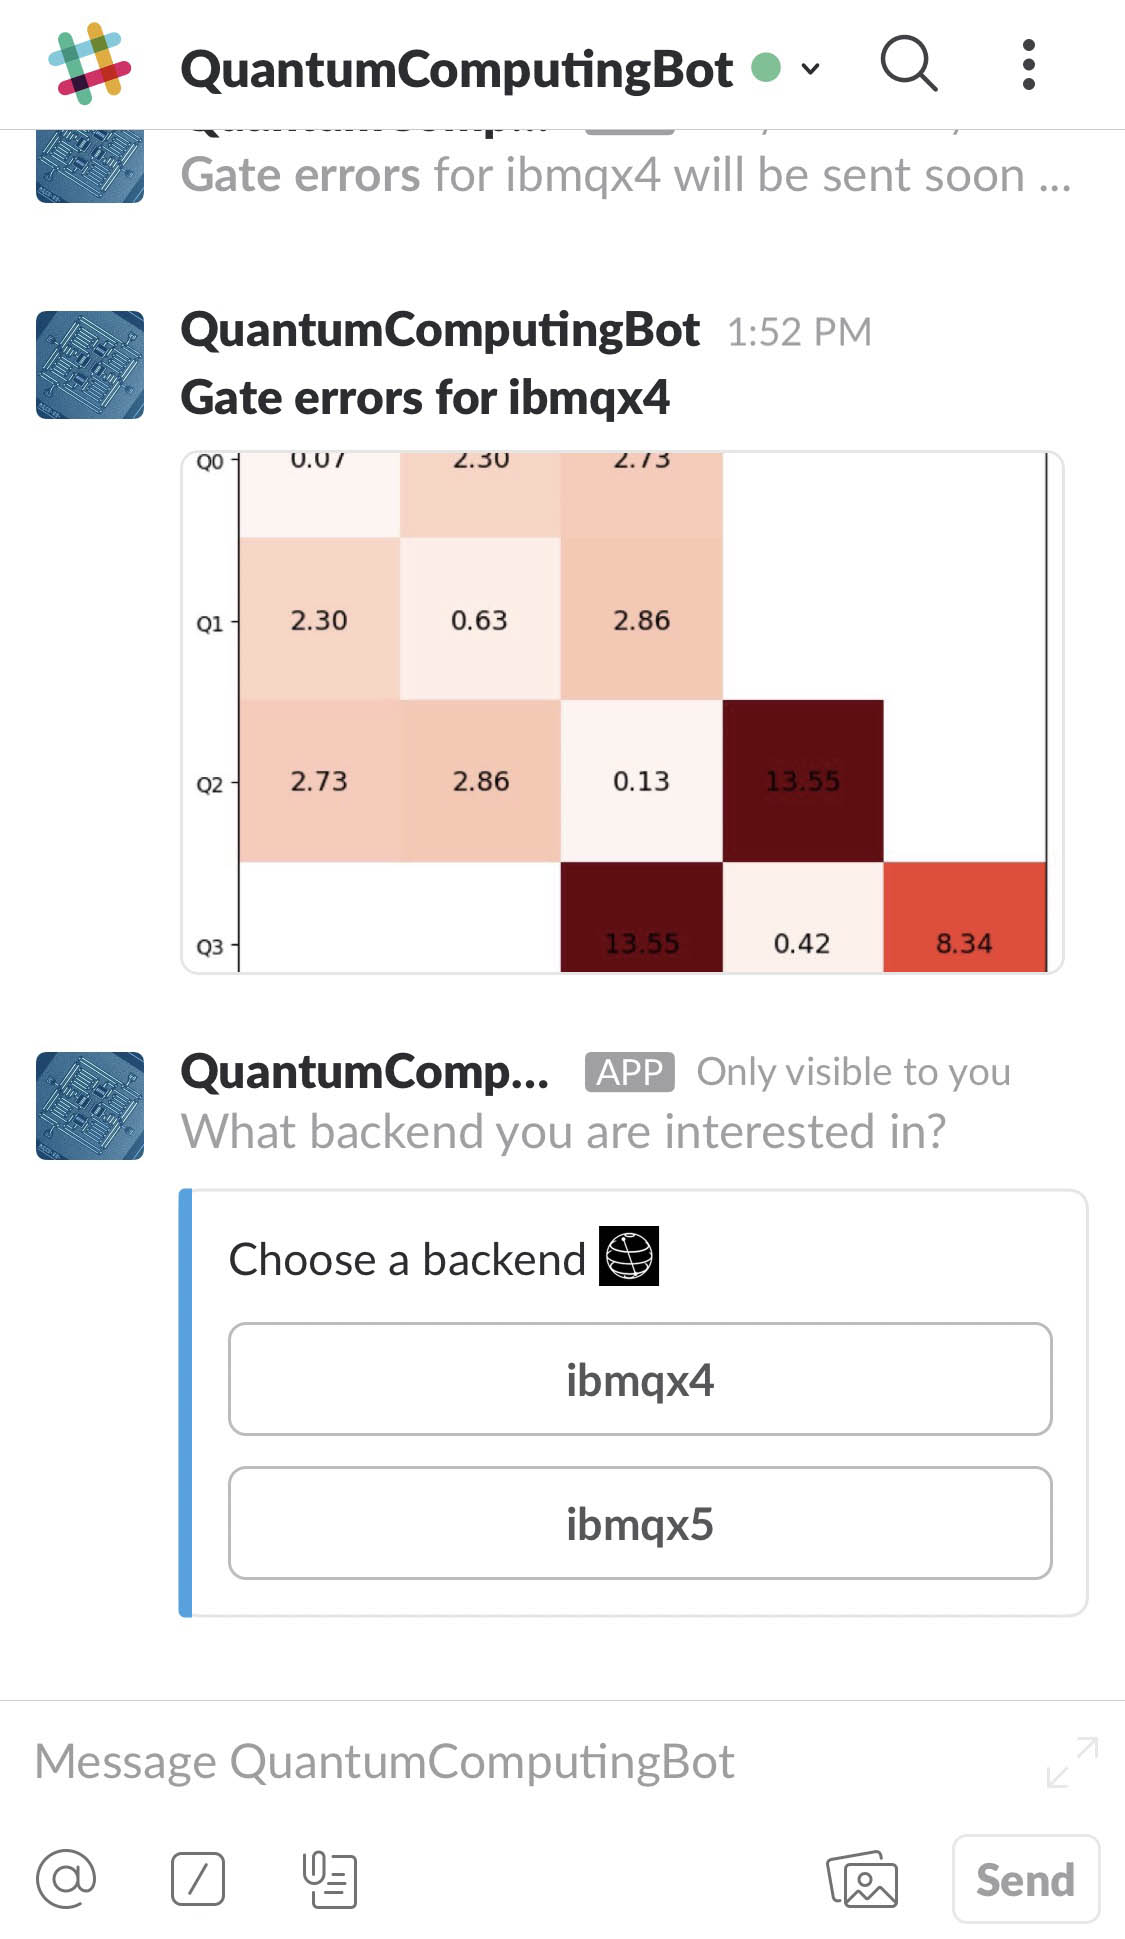 QuantumComputingBot
Gate errors for ibmqx4 will be sent soon ...
QuantumComputingBot 1:52 PM
Gate errors for ibmqx4
Q0 0.07 2.30 2.73
Q1 2.30 0.63 2.86
Q2 2.73 2.86 0.13 13.55
Q3 13.55 0.42 8.34
QuantumComp... APP Only visible to you
What backend you are interested in?
Choose a backend
ibmqx4
ibmqx5
Message QuantumComputingBot
Send